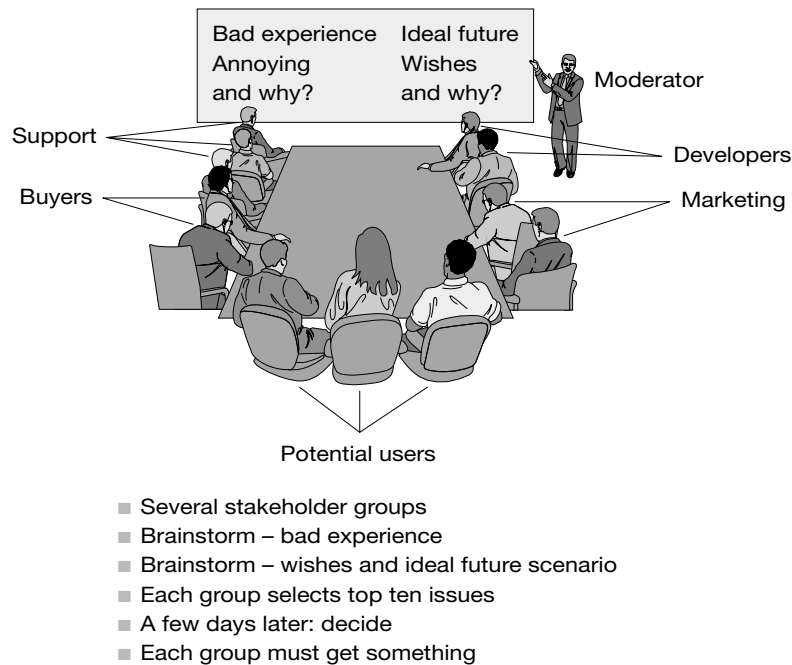 Bad experience
Annoying
and why?
Ideal future
Wishes
and why?
Moderator
Support
Developers
Buyers
Marketing
Potential users
Several stakeholder groups
Brainstorm – bad experience
Brainstorm – wishes and ideal future scenario
Each group selects top ten issues
A few days later: decide
Each group must get something